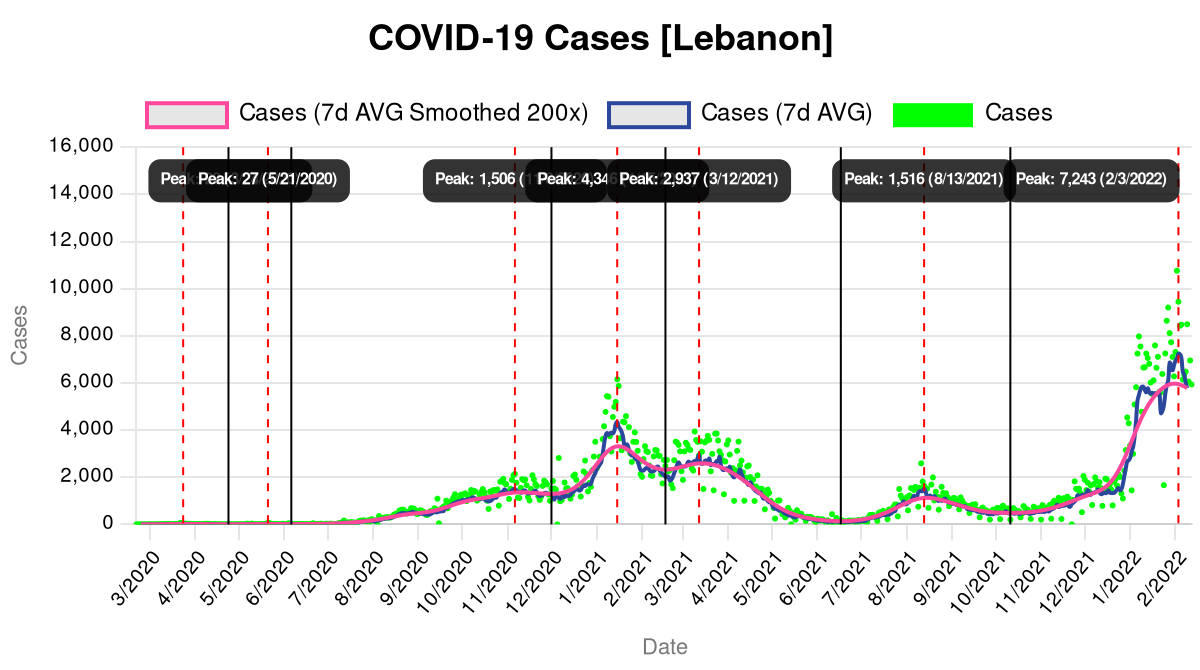 COVID-19 Cases [Lebanon]
Cases (7d AVG Smoothed 200x) Cases (7d AVG) Cases
16,000
Peak: 27 (5/21/2020) Peak: 1,506 Peak: 2,937 (3/12/2021) Peak: 1,516 (8/13/2021) Peak: 7,243 (2/3/2022)
14,000
12,000
10,000
8,000
6,000
4,000
2,000
0
Cases
3/2020 4/2020 5/2020 6/2020 7/2020 8/2020 9/2020 10/2020 11/2020 12/2020 1/2021 2/2021 3/2021 4/2021 5/2021 6/2021 7/2021 8/2021 9/2021 10/2021 11/2021 12/2021 1/2022 2/2022
Date